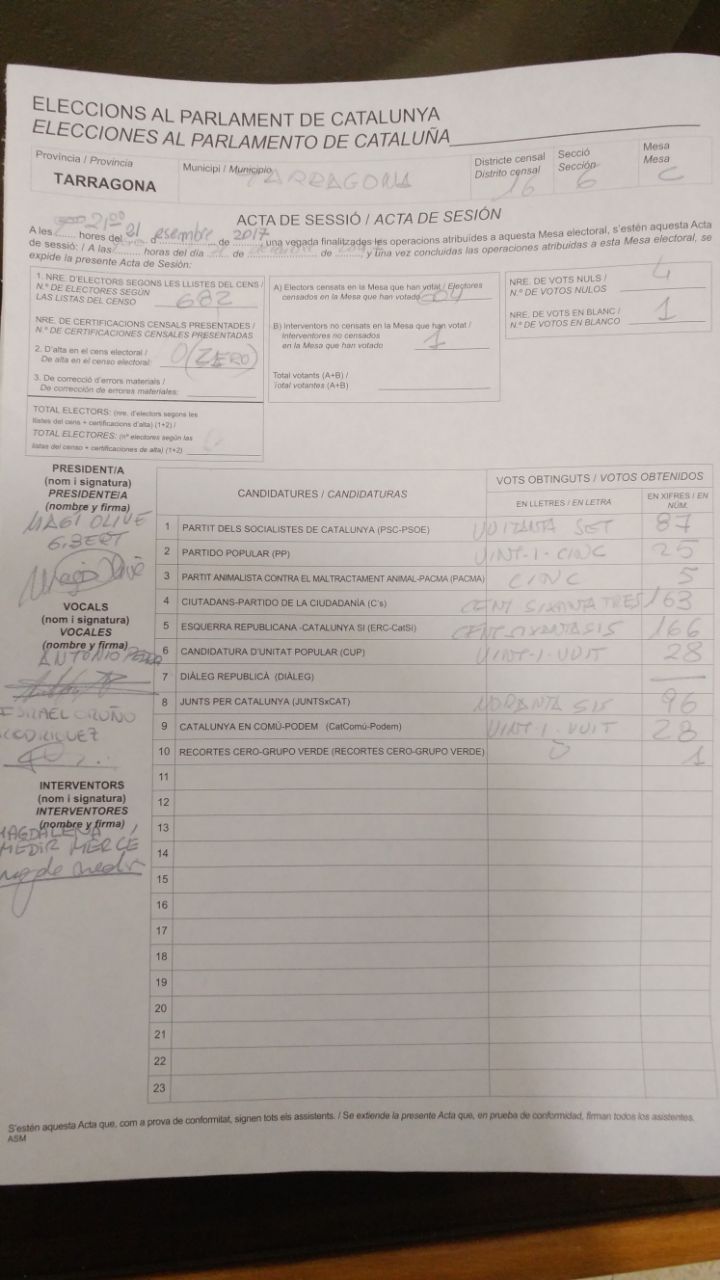 ELECCIONS AL PARLAMENT DE CATALUNYA
ELECCIONES AL PARLAMENTO DE CATALUÑA
Provincia / Provincia
TARRAGONA
Municipi / Municipio
TARRAGONA
Districte censal
Distrito censal
16
Secció
Sección
6
Mesa
Mesa
C
ACTA DE SESSIÓ / ACTA DE SESIÓN
A les 21:00 hores del 21 d desembre de 2017 una vegada finalitzades les operacions atribuïdes a aquesta Mesa electoral, s'estén aquesta Acta
de sessió: / A las horas del día 21 de de y una vez concluidas las operaciones atribuidas a esta Mesa electoral, se
expide la presente Acta de Sesión:
1. NRE. D'ELECTORS SEGONS LES LLISTES DEL CENS /
N.º DE ELECTORES SEGÚN
LAS LISTAS DEL CENSO 682
NRE. DE CERTIFICACIONS CENSALS PRESENTADES /
N.º DE CERTIFICACIONES CENSALES PRESENTADAS
2. D'alta en el cens electoral /
De alta en el censo electoral: 0 (ZERO)
3. De correcció d'errors materials /
De corrección de errores materiales:
TOTAL ELECTORS: (nre. d'electors segons les
llistes del cens + certificacions d'alta) (1+2) /
TOTAL ELECTORES: (nº electores según las
listas del censo + certificaciones de alta) (1+2)
A) Electors censats en la Mesa que han votat / Electores
censados en la Mesa que han votado 604
B) Interventors no censats en la Mesa que han votat /
Interventores no censados
en la Mesa que han votado 1
Total votants (A+B) /
Total votantes (A+B)
NRE. DE VOTS NULS /
N.º DE VOTOS NULOS 4
NRE. DE VOTS EN BLANC /
N.º DE VOTOS EN BLANCO 1
PRESIDENT/A
(nom i signatura)
PRESIDENTE/A
(nombre y firma)
MAGI OLIVE
GIBERT
VOCALS
(nom i signatura)
VOCALES
(nombre y firma)
ANTONIO
ISRAEL ORUÑO
RODRIGUEZ
INTERVENTORS
(nom i signatura)
INTERVENTORES
(nombre y firma)
MAGDALENA
MEDIR MERCE
CANDIDATURES / CANDIDATURAS
VOTS OBTINGUTS / VOTOS OBTENIDOS
EN LLETRES / EN LETRA
EN XIFRES / EN NÚM.
1 PARTIT DELS SOCIALISTES DE CATALUNYA (PSC-PSOE) VUITANTA SET 87
2 PARTIDO POPULAR (PP) VINT-I-CINC 25
3 PARTIT ANIMALISTA CONTRA EL MALTRACTAMENT ANIMAL-PACMA (PACMA) CINC 5
4 CIUTADANS-PARTIDO DE LA CIUDADANÍA (C's) CENT SIXANTA TRES 163
5 ESQUERRA REPUBLICANA -CATALUNYA SI (ERC-CatSí) CENT SIXANTASIS 166
6 CANDIDATURA D'UNITAT POPULAR (CUP) VINT-I-VUIT 28
7 DIÀLEG REPUBLICÀ (DIÀLEG) —
8 JUNTS PER CATALUNYA (JUNTSxCAT) NORANTA SIS 96
9 CATALUNYA EN COMÚ-PODEM (CatComú-Podem) VINT-I-VUIT 28
10 RECORTES CERO-GRUPO VERDE (RECORTES CERO-GRUPO VERDE) 1
11
12
13
14
15
16
17
18
19
20
21
22
23
S'estén aquesta Acta que, com a prova de conformitat, signen tots els assistents. / Se extiende la presente Acta que, en prueba de conformidad, firman todos los asistentes.
ASM